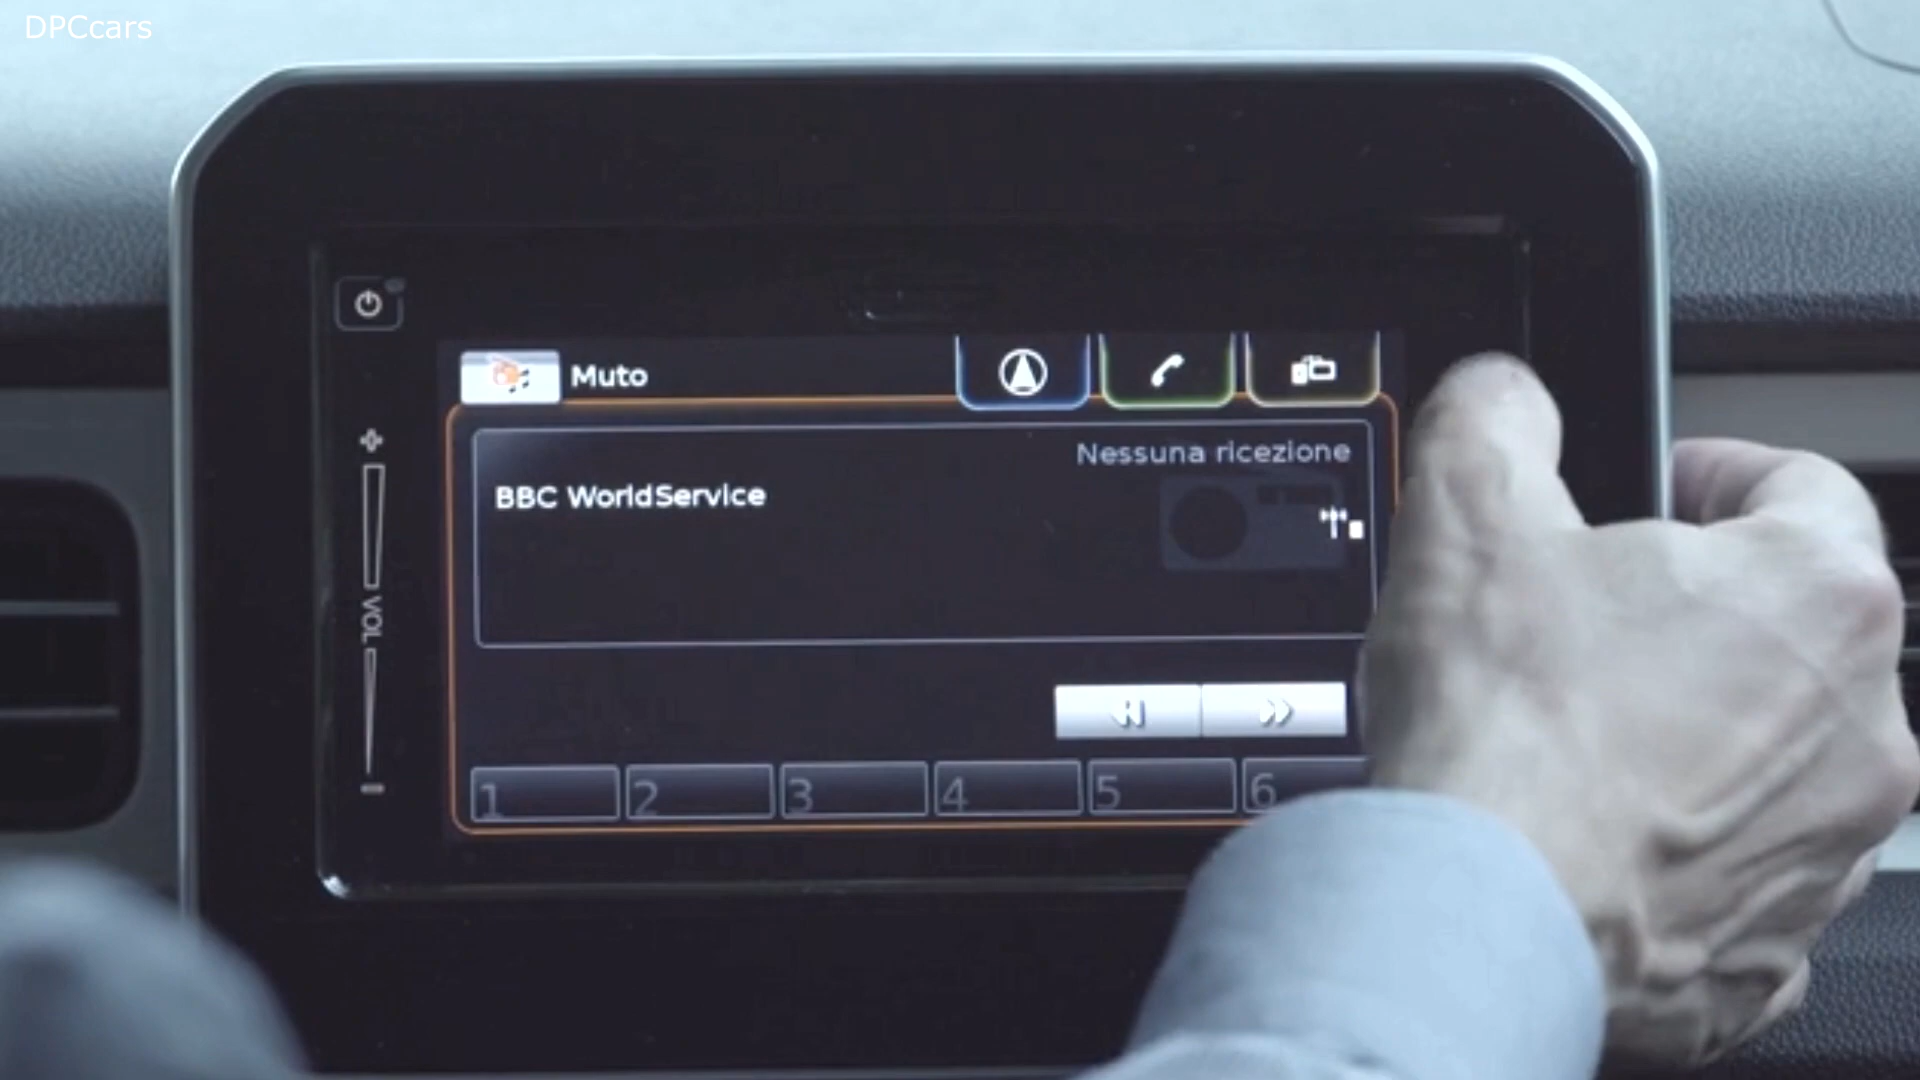 DPCcars
Muto
Nessuna ricezione
BBC WorldService
VOL
1 2 3 4 5 6